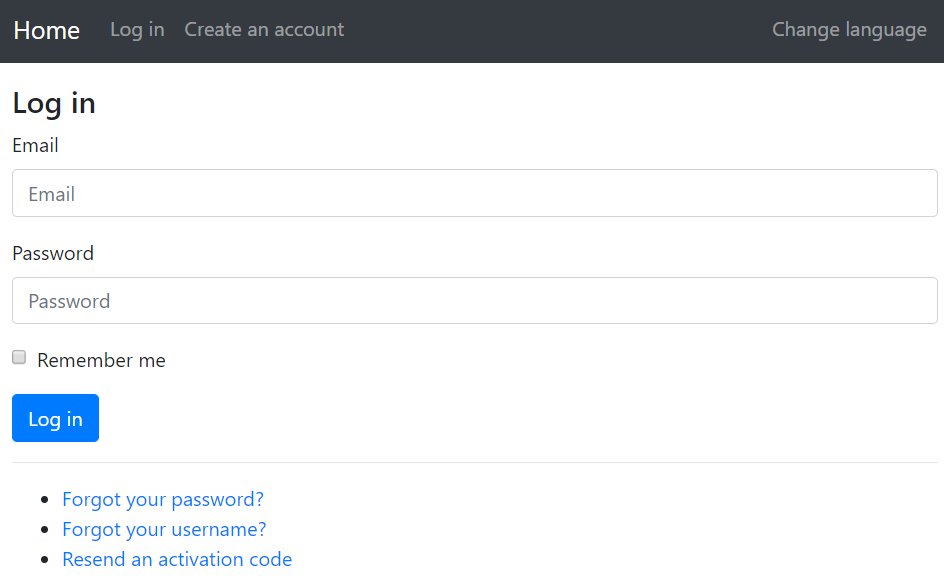 Home Log in Create an account Change language
Log in
Email
Email
Password
Password
Remember me
Log in
Forgot your password?
Forgot your username?
Resend an activation code